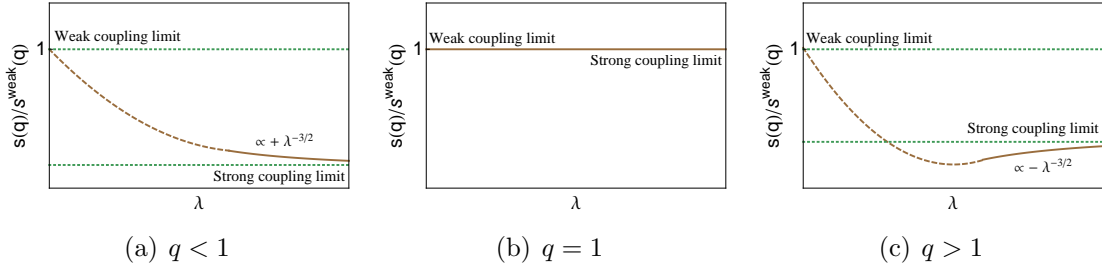 s(q)/s^weak(q)
1
Weak coupling limit
∝ + λ^-3/2
Strong coupling limit
λ
(a) q < 1
s(q)/s^weak(q)
1
Weak coupling limit
Strong coupling limit
λ
(b) q = 1
s(q)/s^weak(q)
1
Weak coupling limit
Strong coupling limit
∝ − λ^-3/2
λ
(c) q > 1